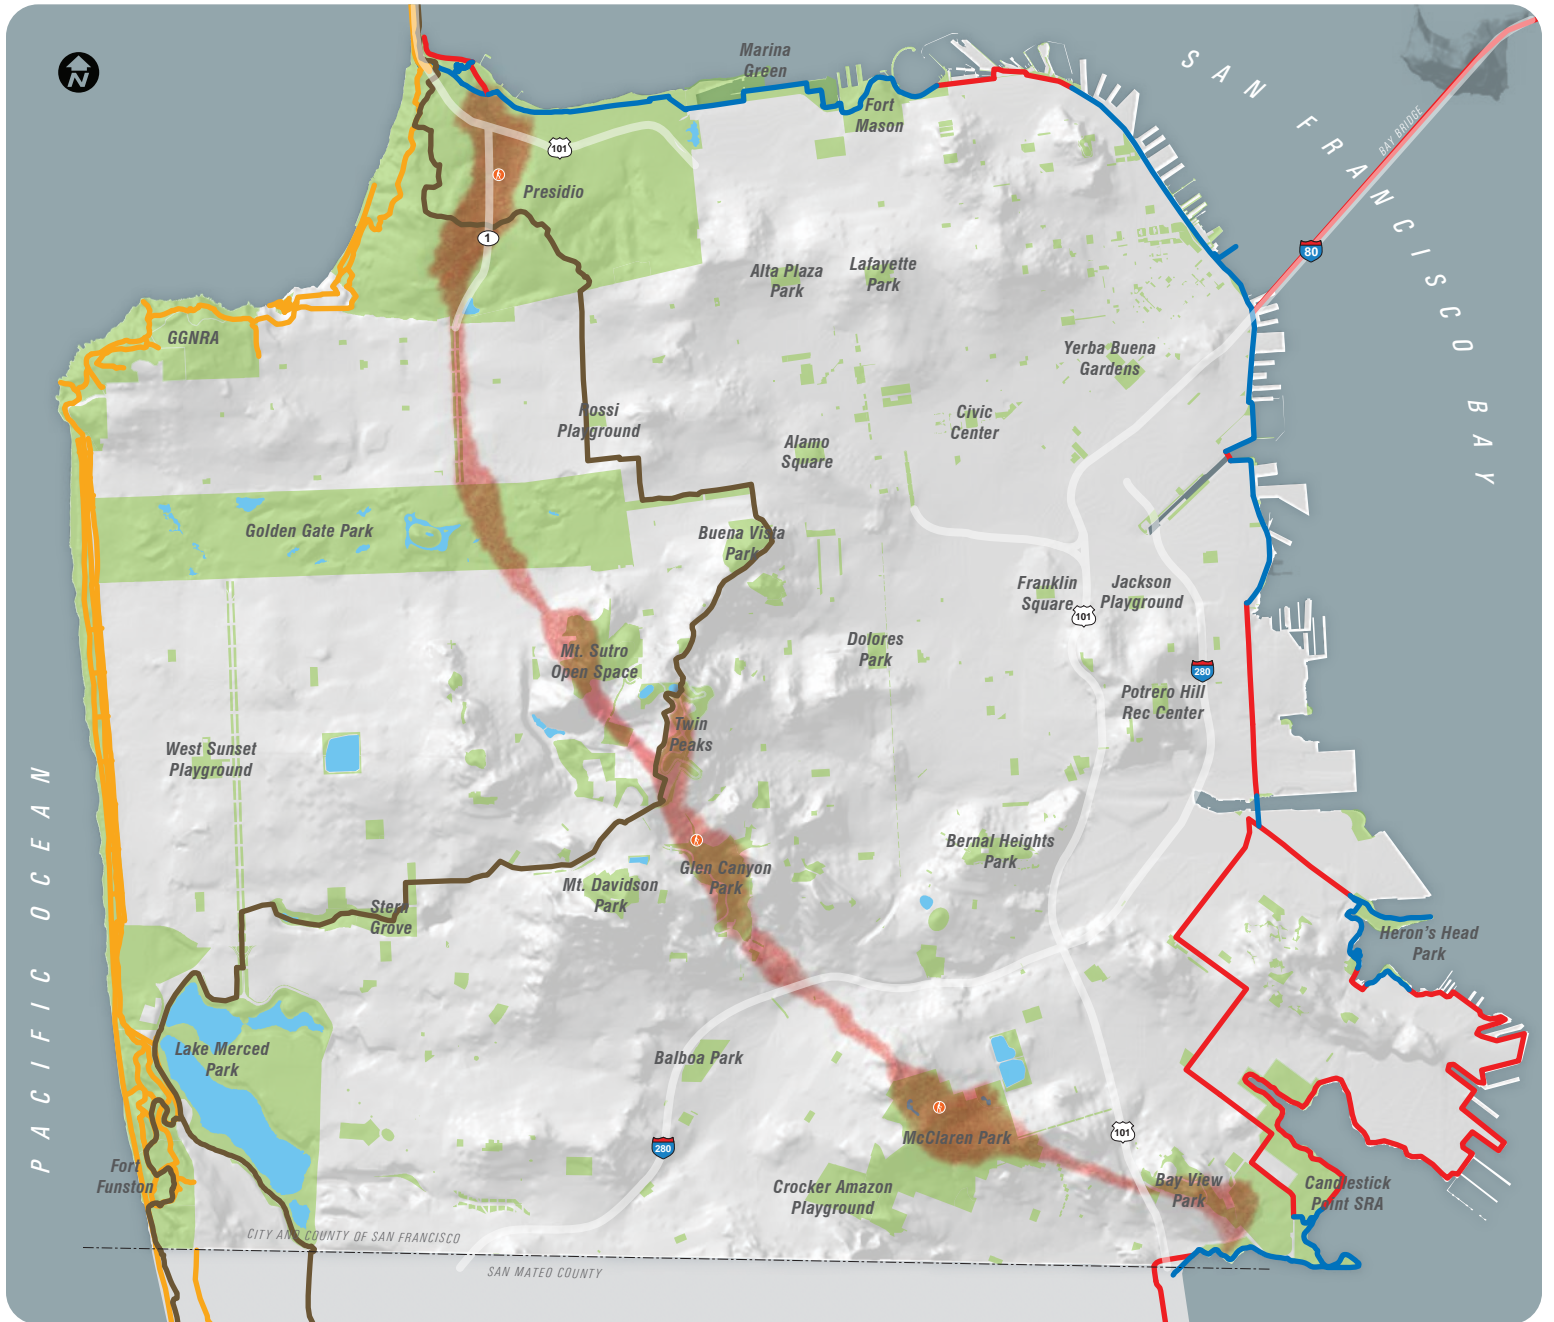 N
Marina
Green
SAN FRANCISCO BAY
Fort
Mason
BAY BRIDGE
101
Presidio
1
80
Alta Plaza
Park
Lafayette
Park
GGNRA
Yerba Buena
Gardens
Rossi
Playground
Civic
Center
Alamo
Square
Golden Gate Park
Buena Vista
Park
Franklin
Square
101
Jackson
Playground
Mt. Sutro
Open Space
Dolores
Park
280
Potrero Hill
Rec Center
Twin
Peaks
West Sunset
Playground
PACIFIC OCEAN
Bernal Heights
Park
Glen Canyon
Park
Mt. Davidson
Park
Stern
Grove
Heron's Head
Park
Lake Merced
Park
Balboa Park
McClaren Park
101
280
Fort
Funston
Crocker Amazon
Playground
Bay View
Park
Candlestick
Point SRA
CITY AND COUNTY OF SAN FRANCISCO
SAN MATEO COUNTY